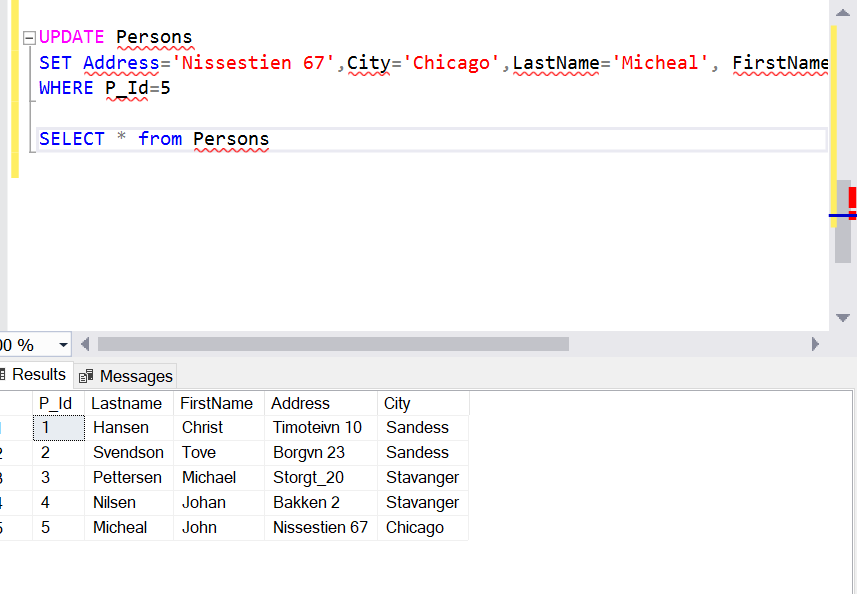 UPDATE Persons
SET Address='Nissestien 67',City='Chicago',LastName='Micheal', FirstName
WHERE P_Id=5
SELECT * from Persons
00 %
Results Messages
P_Id Lastname FirstName Address City
1 Hansen Christ Timoteivn 10 Sandess
2 2 Svendson Tove Borgvn 23 Sandess
3 3 Pettersen Michael Storgt_20 Stavanger
4 4 Nilsen Johan Bakken 2 Stavanger
5 5 Micheal John Nissestien 67 Chicago